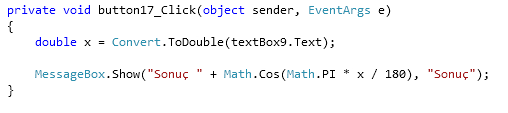 private void button17_Click(object sender, EventArgs e)
{
    double x = Convert.ToDouble(textBox9.Text);

    MessageBox.Show("Sonuç " + Math.Cos(Math.PI * x / 180), "Sonuç");
}